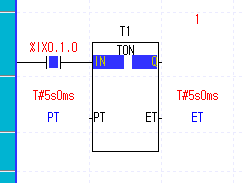 1
T1
%IX0.1.0
TON
IN Q
T#5s0ms T#5s0ms
PT PT ET ET